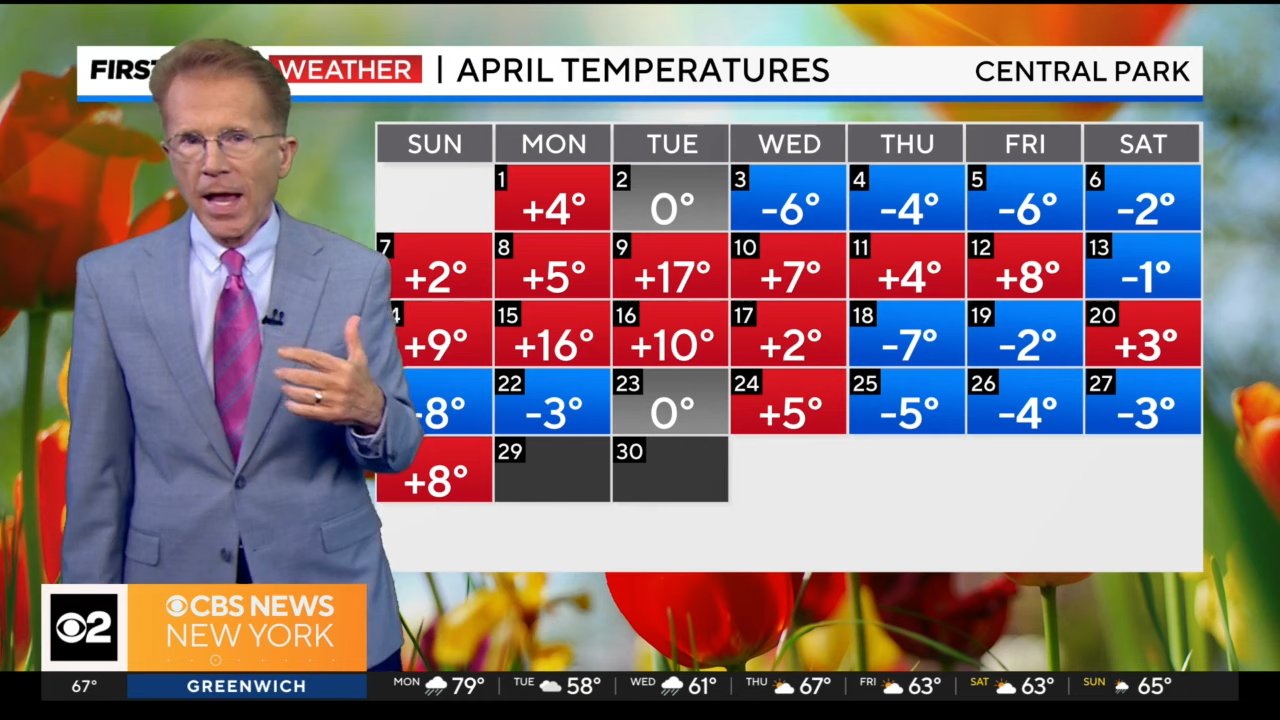 FIRST WEATHER | APRIL TEMPERATURES CENTRAL PARK
SUN MON TUE WED THU FRI SAT
1 2 3 4 5 6
+4° 0° -6° -4° -6° -2°
7 8 9 10 11 12 13
+2° +5° +17° +7° +4° +8° -1°
4 15 16 17 18 19 20
+9° +16° +10° +2° -7° -2° +3°
22 23 24 25 26 27
-8° -3° 0° +5° -5° -4° -3°
29 30
+8°
2 CBS NEWS
NEW YORK
67° GREENWICH MON 79° TUE 58° WED 61° THU 67° FRI 63° SAT 63° SUN 65°